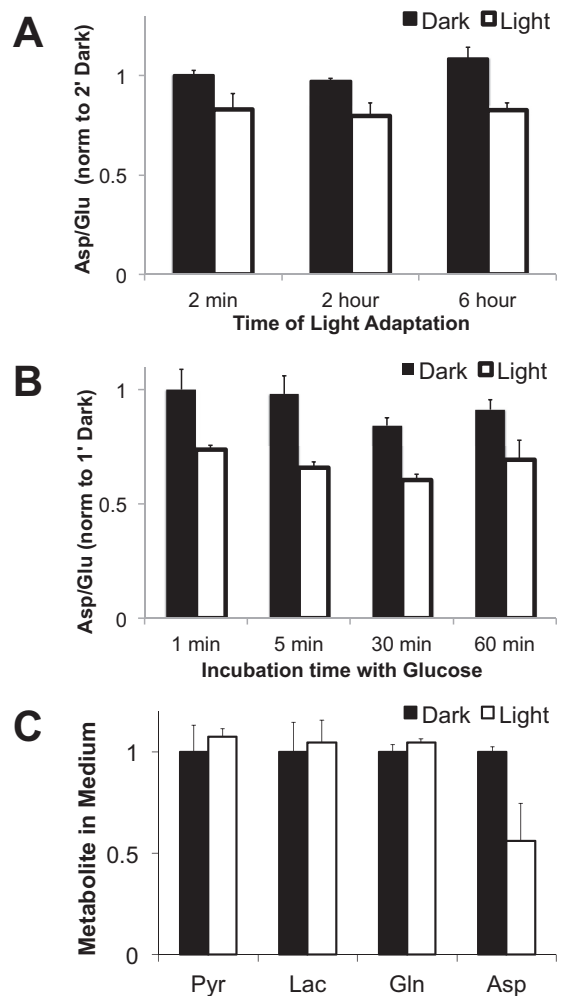 A
Dark Light
Asp/Glu (norm to 2' Dark)
1
0.5
0
2 min 2 hour 6 hour
Time of Light Adaptation
B
Dark Light
Asp/Glu (norm to 1' Dark)
1
0.5
0
1 min 5 min 30 min 60 min
Incubation time with Glucose
C
Dark Light
Metabolite in Medium
1
0.5
0
Pyr Lac Gln Asp